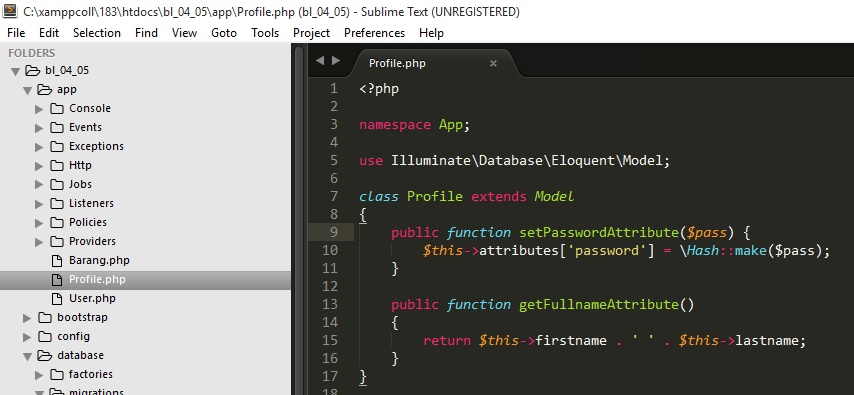 C:\xamppcoll\183\htdocs\bl_04_05\app\Profile.php (bl_04_05) - Sublime Text (UNREGISTERED)
File Edit Selection Find View Goto Tools Project Preferences Help
FOLDERS
bl_04_05
app
Console
Events
Exceptions
Http
Jobs
Listeners
Policies
Providers
Barang.php
Profile.php
User.php
bootstrap
config
database
factories
migrations
Profile.php ×
1 <?php
2
3 namespace App;
4
5 use Illuminate\Database\Eloquent\Model;
6
7 class Profile extends Model
8 {
9 public function setPasswordAttribute($pass) {
10 $this->attributes['password'] = \Hash::make($pass);
11 }
12
13 public function getFullnameAttribute()
14 {
15 return $this->firstname . ' ' . $this->lastname;
16 }
17 }
18